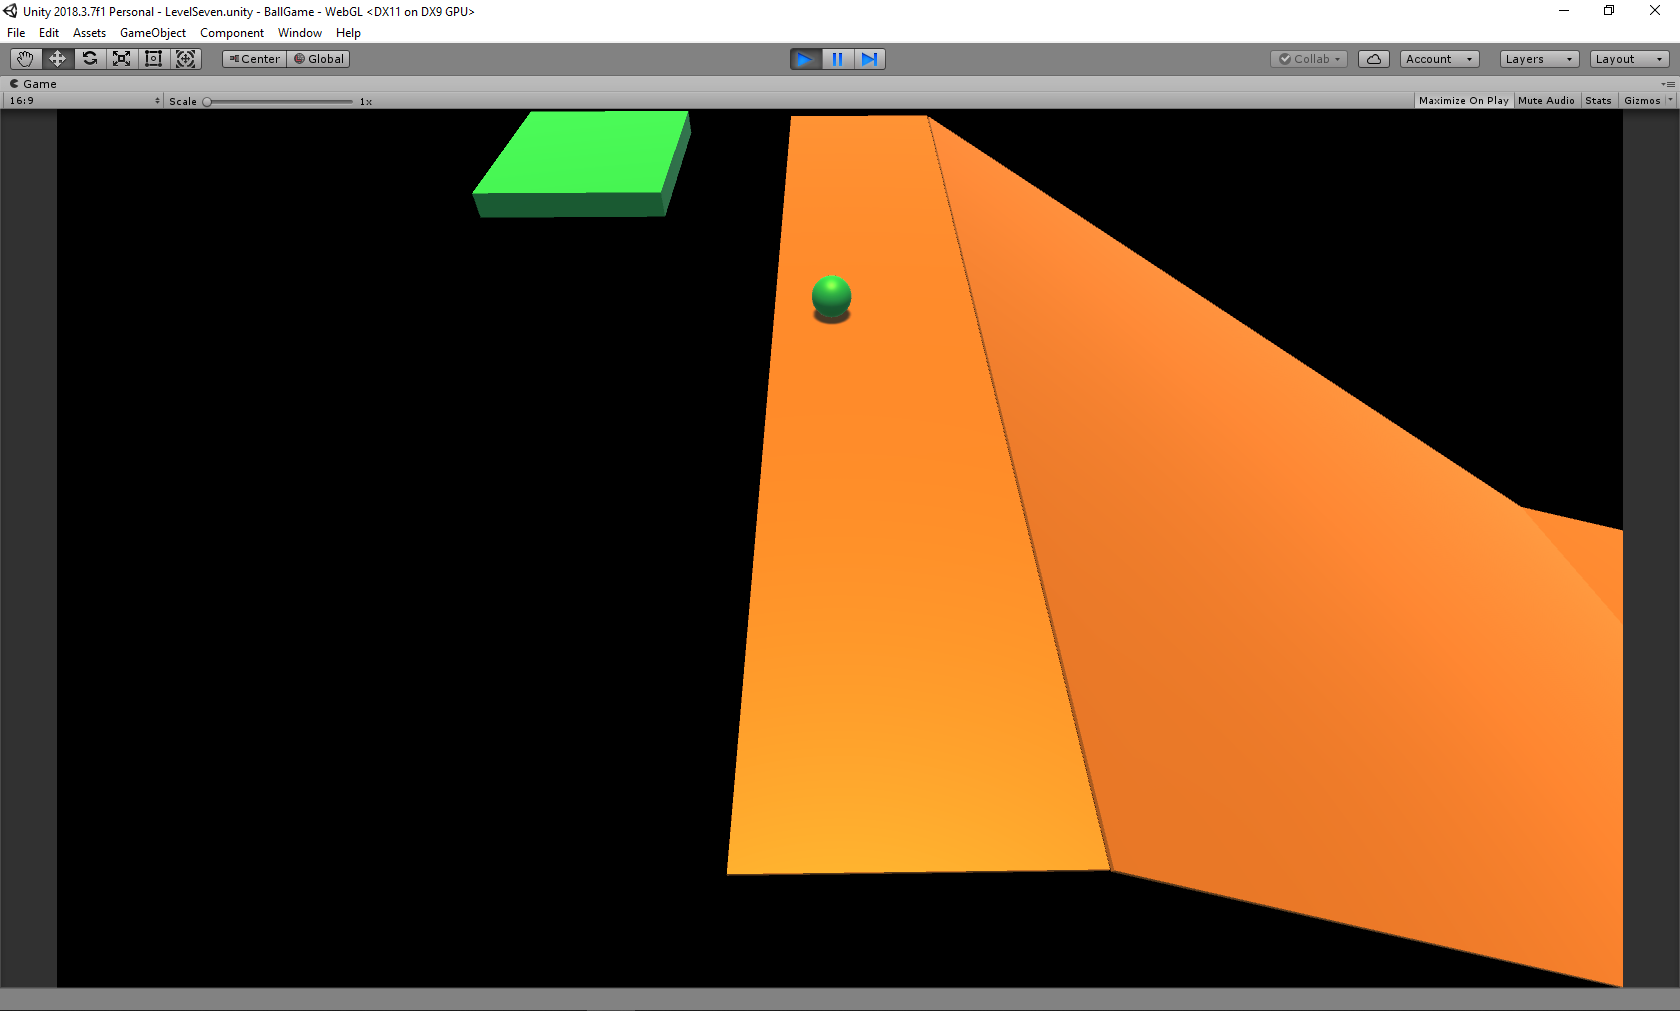 Unity 2018.3.7f1 Personal - LevelSeven.unity - BallGame - WebGL <DX11 on DX9 GPU>
File Edit Assets GameObject Component Window Help
Center Global Collab Account Layers Layout
Game
16:9 Scale 1x Maximize On Play Mute Audio Stats Gizmos